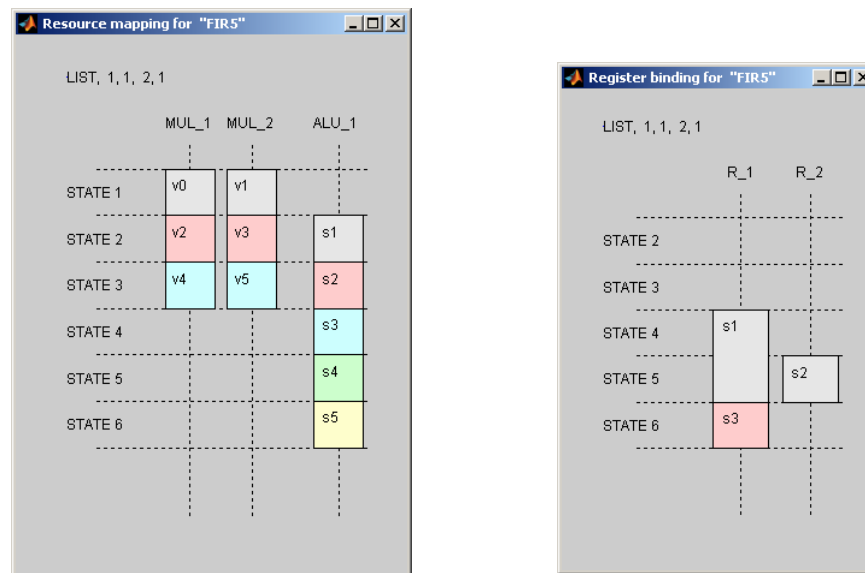 Resource mapping for "FIR5"
LIST, 1, 1, 2, 1
MUL_1 MUL_2 ALU_1
STATE 1 v0 v1
STATE 2 v2 v3 s1
STATE 3 v4 v5 s2
STATE 4 s3
STATE 5 s4
STATE 6 s5
Register binding for "FIR5"
LIST, 1, 1, 2, 1
R_1 R_2
STATE 2
STATE 3
STATE 4 s1
STATE 5 s2
STATE 6 s3